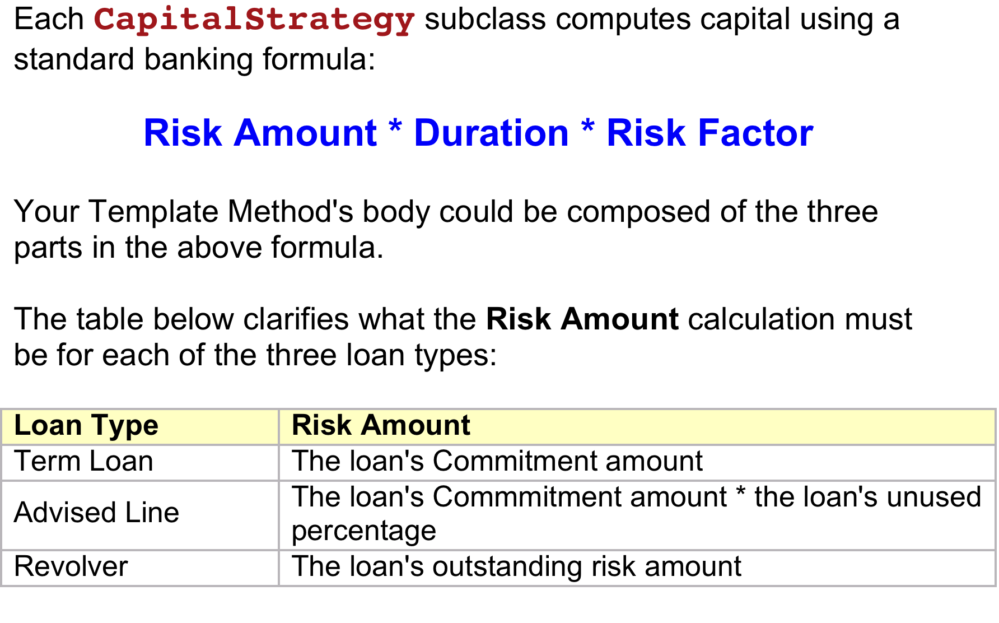 Each CapitalStrategy subclass computes capital using a
standard banking formula:
Risk Amount * Duration * Risk Factor
Your Template Method's body could be composed of the three
parts in the above formula.
The table below clarifies what the Risk Amount calculation must
be for each of the three loan types:
Loan Type Risk Amount
Term Loan The loan's Commitment amount
Advised Line The loan's Commmitment amount * the loan's unused
percentage
Revolver The loan's outstanding risk amount